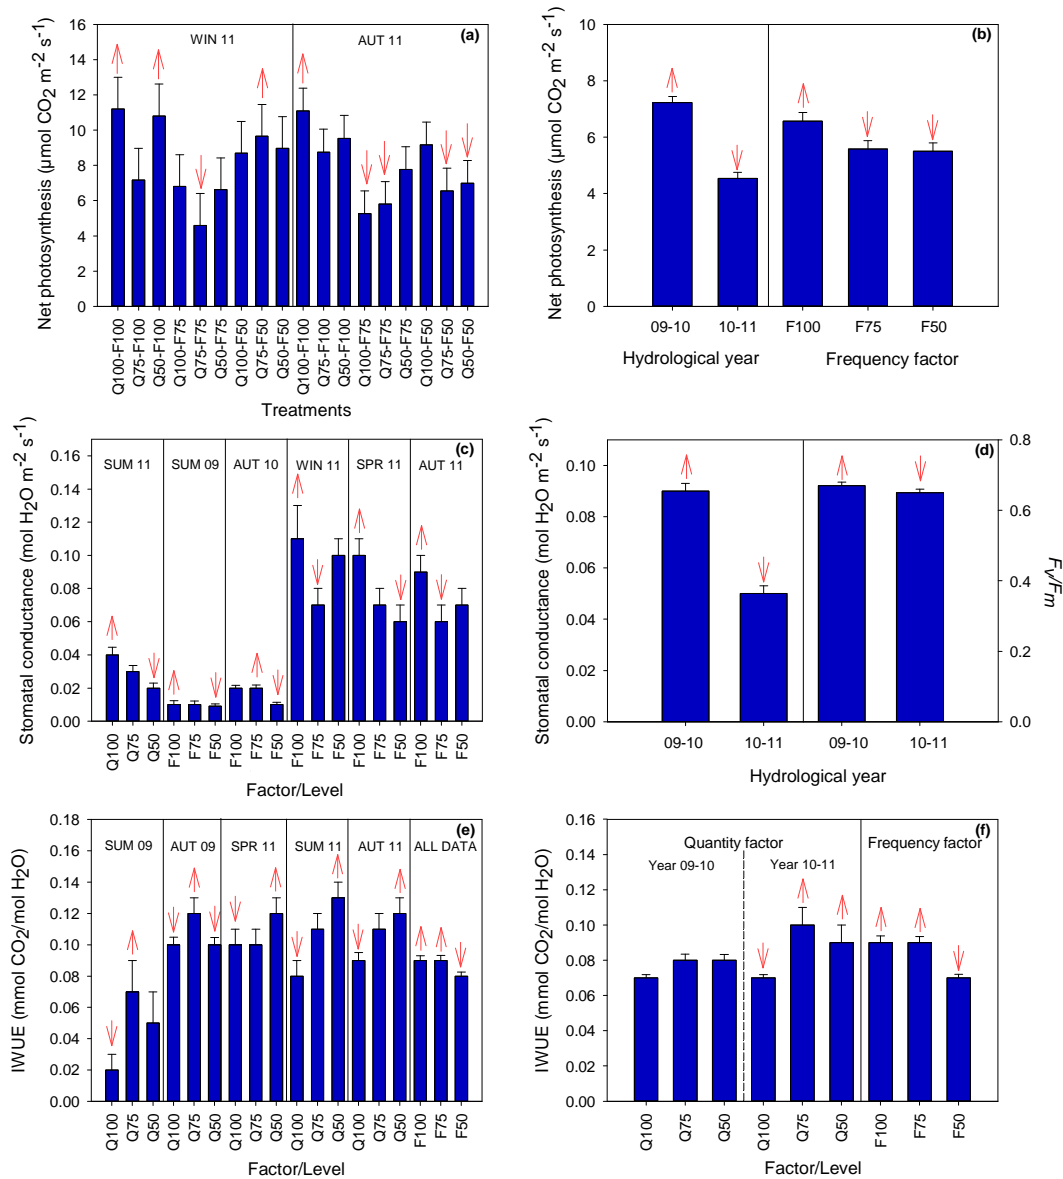 Net photosynthesis (µmol CO2 m-2 s-1)
16
14
12
10
8
6
4
2
0
WIN 11
AUT 11
(a)
Q100-F100
Q75-F100
Q50-F100
Q100-F75
Q75-F75
Q50-F75
Q100-F50
Q75-F50
Q50-F50
Q100-F100
Q75-F100
Q50-F100
Q100-F75
Q75-F75
Q50-F75
Q100-F50
Q75-F50
Q50-F50
Treatments
Net photosynthesis (µmol CO2 m-2 s-1)
10
8
6
4
2
0
(b)
09-10
10-11
F100
F75
F50
Hydrological year
Frequency factor
Stomatal conductance (mol H2O m-2 s-1)
0.16
0.14
0.12
0.10
0.08
0.06
0.04
0.02
0.00
SUM 11
SUM 09
AUT 10
WIN 11
SPR 11
AUT 11
(c)
Q100
Q75
Q50
F100
F75
F50
F100
F75
F50
F100
F75
F50
F100
F75
F50
F100
F75
F50
Factor/Level
Stomatal conductance (mol H2O m-2 s-1)
0.10
0.08
0.06
0.04
0.02
0.00
(d)
0.8
0.6
0.4
0.2
0.0
Fv/Fm
09-10
10-11
09-10
10-11
Hydrological year
IWUE (mmol CO2/mol H2O)
0.18
0.16
0.14
0.12
0.10
0.08
0.06
0.04
0.02
0.00
(e)
SUM 09
AUT 09
SPR 11
SUM 11
AUT 11
ALL DATA
Q100
Q75
Q50
Q100
Q75
Q50
Q100
Q75
Q50
Q100
Q75
Q50
Q100
Q75
Q50
F100
F75
F50
Factor/Level
IWUE (mmol CO2/mol H2O)
0.16
0.14
0.12
0.10
0.08
0.06
0.04
0.02
0.00
(f)
Quantity factor
Frequency factor
Year 09-10
Year 10-11
Q100
Q75
Q50
Q100
Q75
Q50
F100
F75
F50
Factor/Level